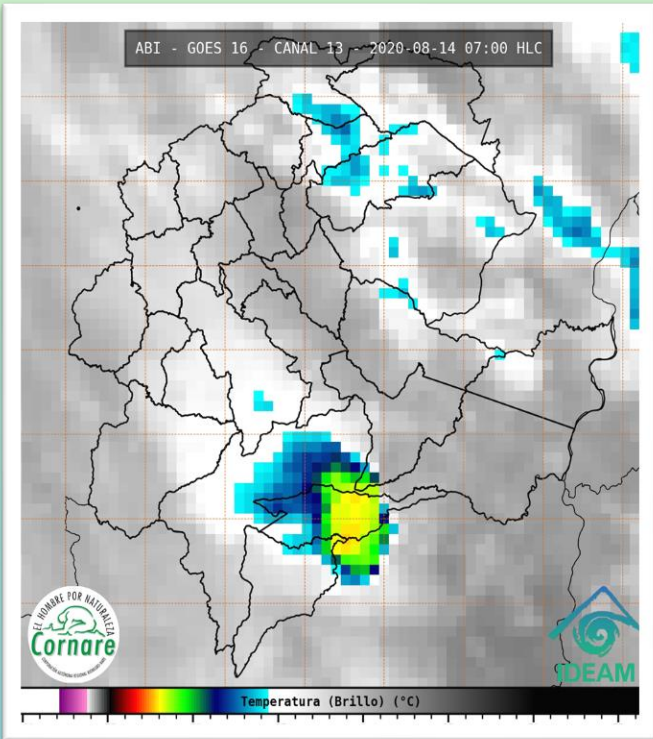 ABI - GOES 16 - CANAL 13 - 2020-08-14 07:00 HLC
EL HOMBRE POR NATURALEZA
Cornare
IDEAM
Temperatura (Brillo) (°C)